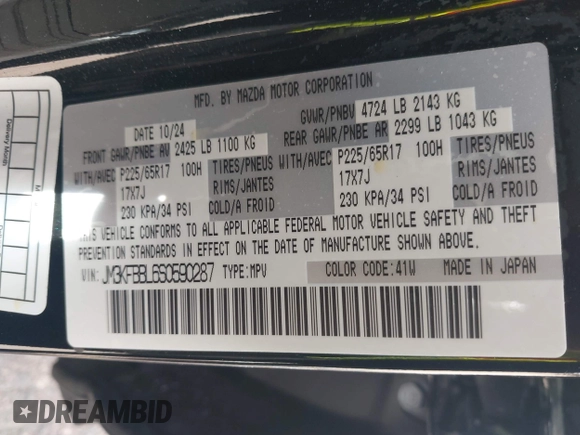 Delivery Month
MFD. BY MAZDA MOTOR CORPORATION
DATE 10/24
GVWR/PNBV 4724 LB 2143 KG
FRONT GAWR/PNBE AV 2425 LB 1100 KG
REAR GAWR/PNBE AR 2299 LB 1043 KG
WITH/AVEC P225/65R17 100H TIRES/PNEUS
17X7J RIMS/JANTES
230 KPA/34 PSI COLD/A FROID
WITH/AVEC P225/65R17 100H TIRES/PNEUS
17X7J RIMS/JANTES
230 KPA/34 PSI COLD/A FROID
THIS VEHICLE CONFORMS TO ALL APPLICABLE FEDERAL MOTOR VEHICLE SAFETY AND THEFT
PREVENTION STANDARDS IN EFFECT ON THE DATE OF MANUFACTURE SHOWN ABOVE.
VIN: JM3KFBBL6S0590287 TYPE:MPV COLOR CODE:41W MADE IN JAPAN
DREAMBID